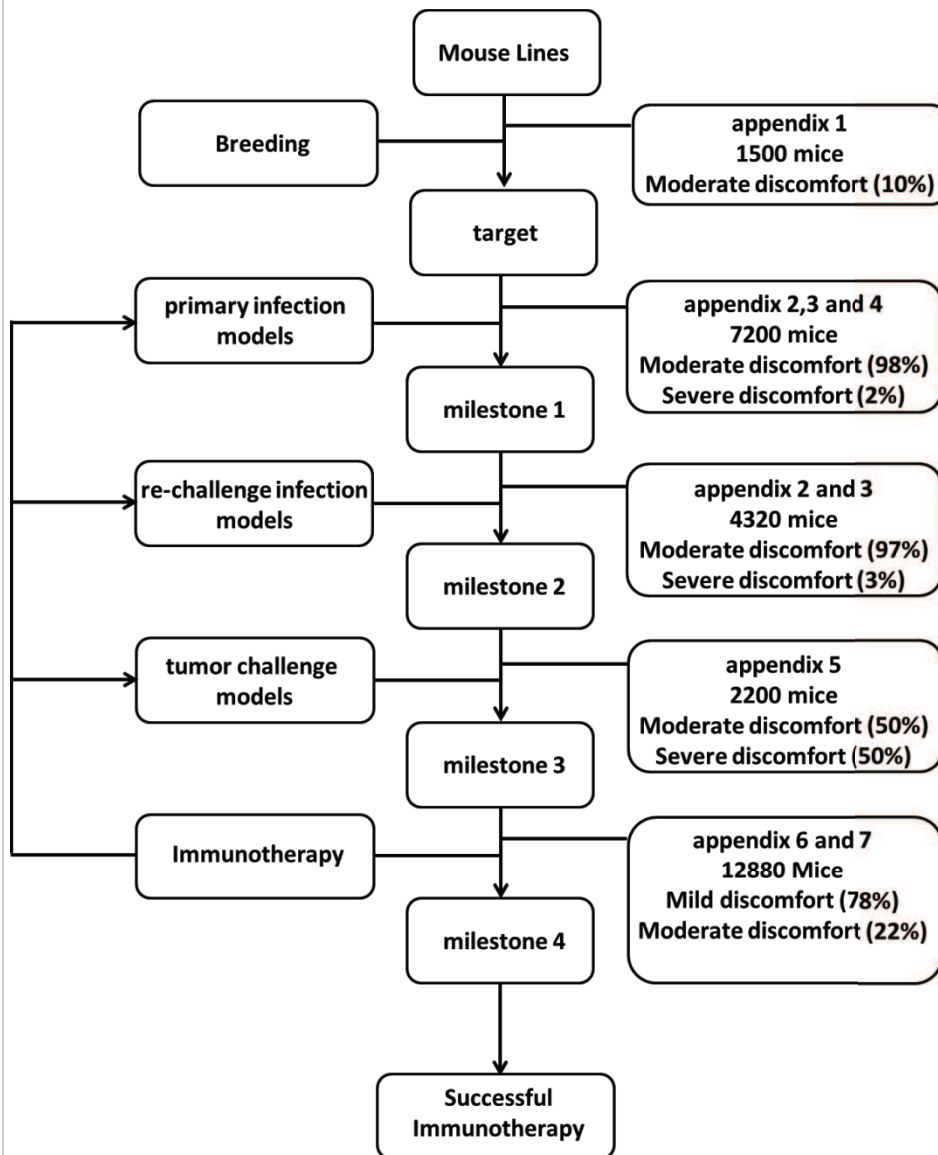 Mouse Lines
Breeding
appendix 1
1500 mice
Moderate discomfort (10%)
target
primary infection
models
appendix 2,3 and 4
7200 mice
Moderate discomfort (98%)
Severe discomfort (2%)
milestone 1
re-challenge infection
models
appendix 2 and 3
4320 mice
Moderate discomfort (97%)
Severe discomfort (3%)
milestone 2
tumor challenge
models
appendix 5
2200 mice
Moderate discomfort (50%)
Severe discomfort (50%)
milestone 3
Immunotherapy
appendix 6 and 7
12880 Mice
Mild discomfort (78%)
Moderate discomfort (22%)
milestone 4
Successful
Immunotherapy